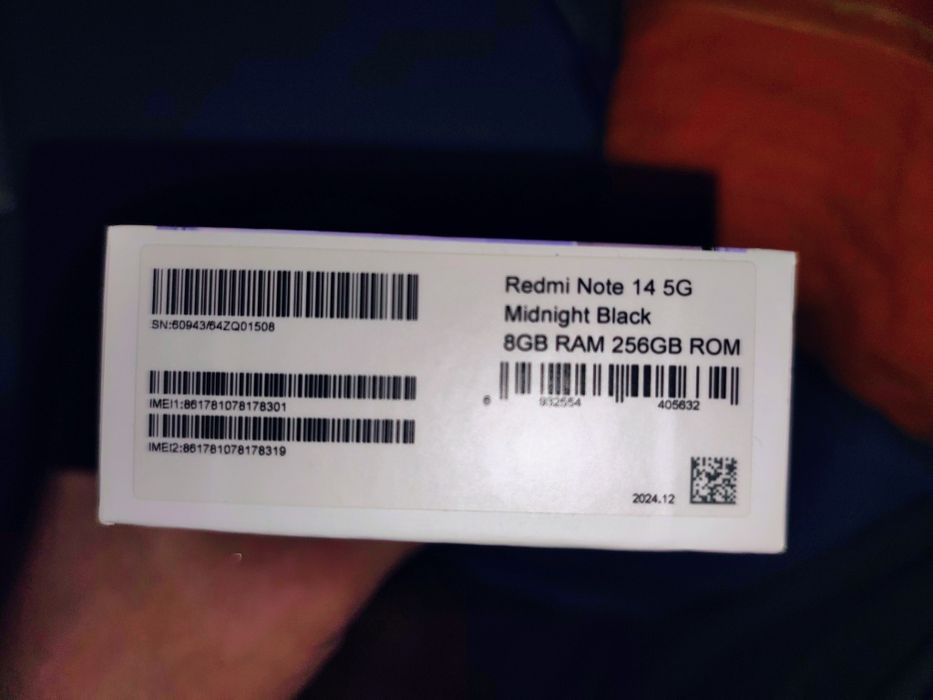 Redmi Note 14 5G
Midnight Black
8GB RAM 256GB ROM
SN:60943/64ZQ01508
IMEI1:861781078178301
IMEI2:861781078178319
6 932554 405632
2024.12